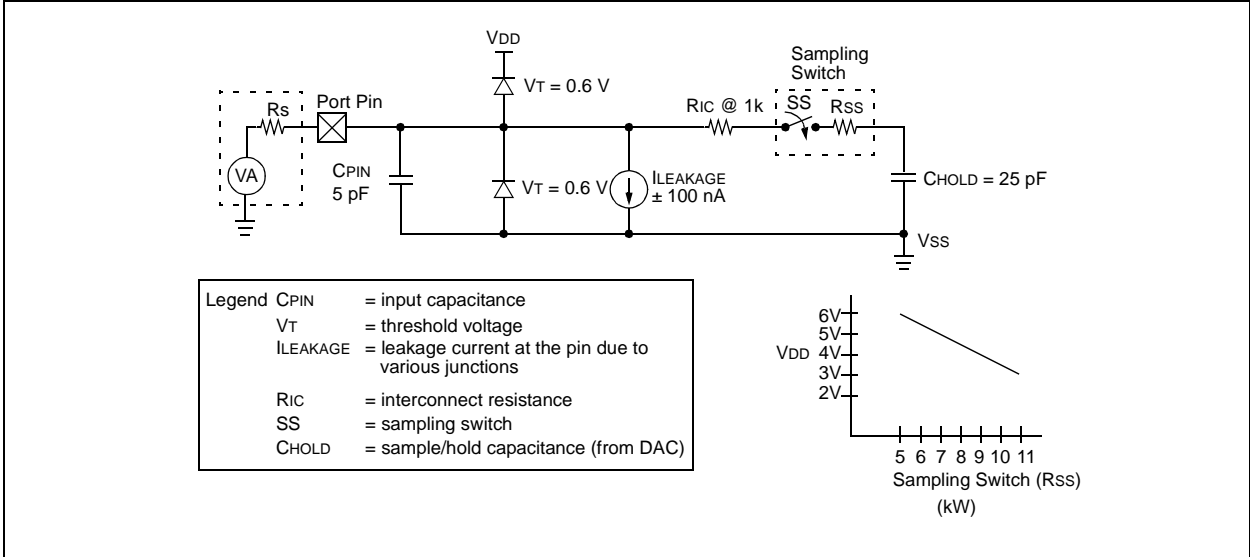 VDD
VT = 0.6 V
Sampling
Switch
Rs
Port Pin
RIC @ 1k
SS
RSS
VA
CPIN
5 pF
VT = 0.6 V
ILEAKAGE
± 100 nA
CHOLD = 25 pF
VSS
Legend CPIN = input capacitance
VT = threshold voltage
ILEAKAGE = leakage current at the pin due to
various junctions
RIC = interconnect resistance
SS = sampling switch
CHOLD = sample/hold capacitance (from DAC)
6V
5V
VDD 4V
3V
2V
5 6 7 8 9 10 11
Sampling Switch (RSS)
(kW)